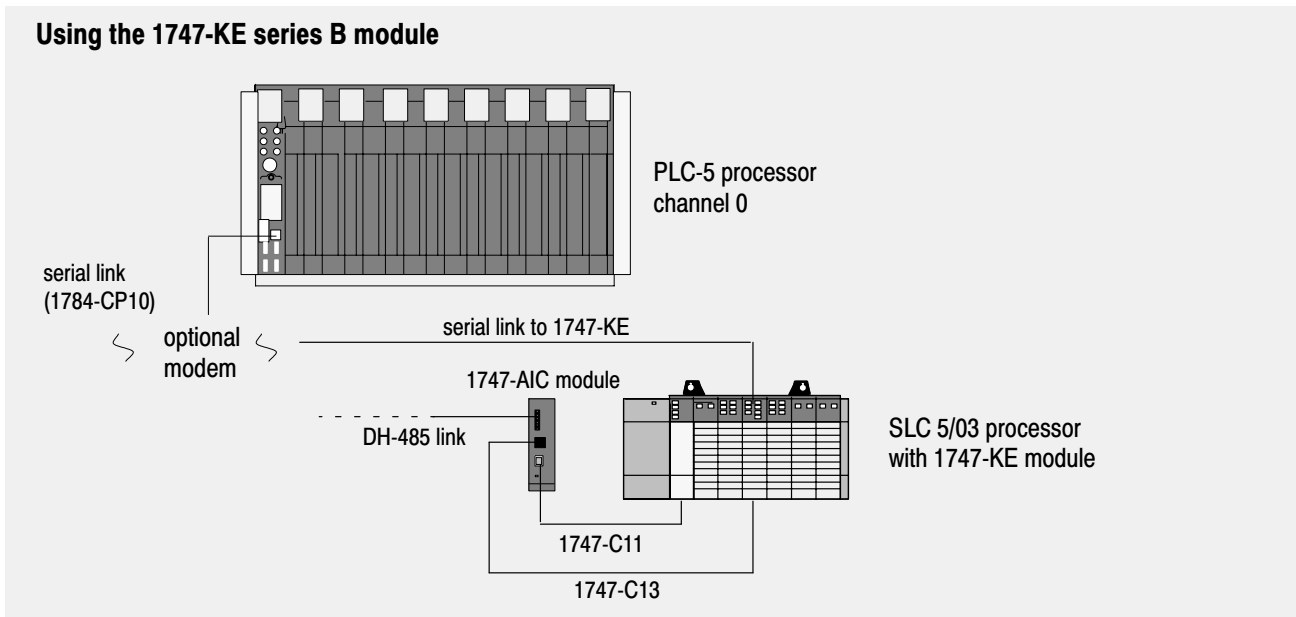 Using the 1747-KE series B module
PLC-5 processor
channel 0
serial link
(1784-CP10)
optional
modem
serial link to 1747-KE
1747-AIC module
DH-485 link
SLC 5/03 processor
with 1747-KE module
1747-C11
1747-C13